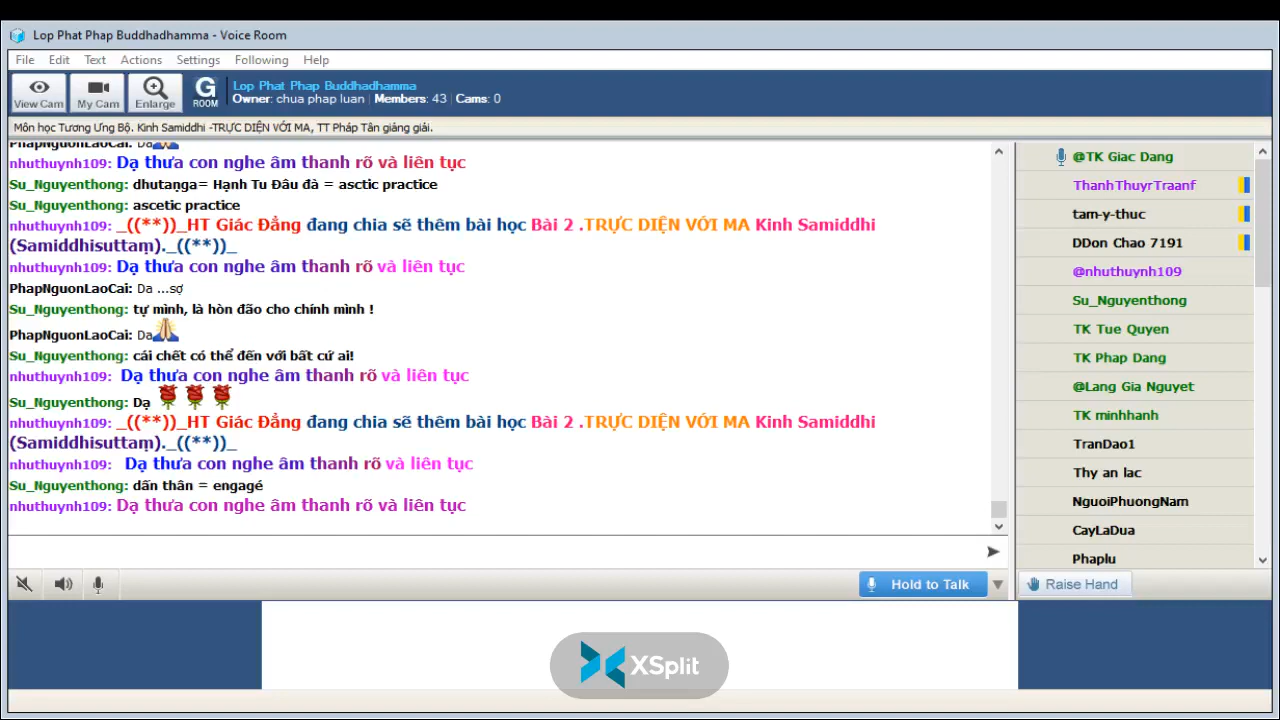 Lop Phat Phap Buddhadhamma - Voice Room
File Edit Text Actions Settings Following Help
View Cam My Cam Enlarge G ROOM
Lop Phat Phap Buddhadhamma
Owner: chua phap luan | Members: 43 | Cams: 0
Môn học Tương Ưng Bộ. Kinh Samiddhi -TRỰC DIỆN VỚI MA, TT Pháp Tân giảng giải.
PhapNguonLaoCai: Da
nhuthuynh109: Dạ thưa con nghe âm thanh rõ và liên tục
Su_Nguyenthong: dhutaṇga= Hạnh Tu Đâu đà = asctic practice
Su_Nguyenthong: ascetic practice
nhuthuynh109: _((**))_HT Giác Đẳng đang chia sẽ thêm bài học Bài 2 .TRỰC DIỆN VỚI MA Kinh Samiddhi
(Samiddhisuttaṃ)._((**))_
nhuthuynh109: Dạ thưa con nghe âm thanh rõ và liên tục
PhapNguonLaoCai: Da ...sợ
Su_Nguyenthong: tự mình, là hòn đão cho chính mình !
PhapNguonLaoCai: Da
Su_Nguyenthong: cái chết có thể đến với bất cứ ai!
nhuthuynh109: Dạ thưa con nghe âm thanh rõ và liên tục
Su_Nguyenthong: Dạ
nhuthuynh109: _((**))_HT Giác Đẳng đang chia sẽ thêm bài học Bài 2 .TRỰC DIỆN VỚI MA Kinh Samiddhi
(Samiddhisuttaṃ)._((**))_
nhuthuynh109: Dạ thưa con nghe âm thanh rõ và liên tục
Su_Nguyenthong: dấn thân = engagé
nhuthuynh109: Dạ thưa con nghe âm thanh rõ và liên tục
@TK Giac Dang
ThanhThuyrTraanf
tam-y-thuc
DDon Chao 7191
@nhuthuynh109
Su_Nguyenthong
TK Tue Quyen
TK Phap Dang
@Lang Gia Nguyet
TK minhhanh
TranDao1
Thy an lac
NguoiPhuongNam
CayLaDua
Phaplu
Hold to Talk
Raise Hand
XSplit